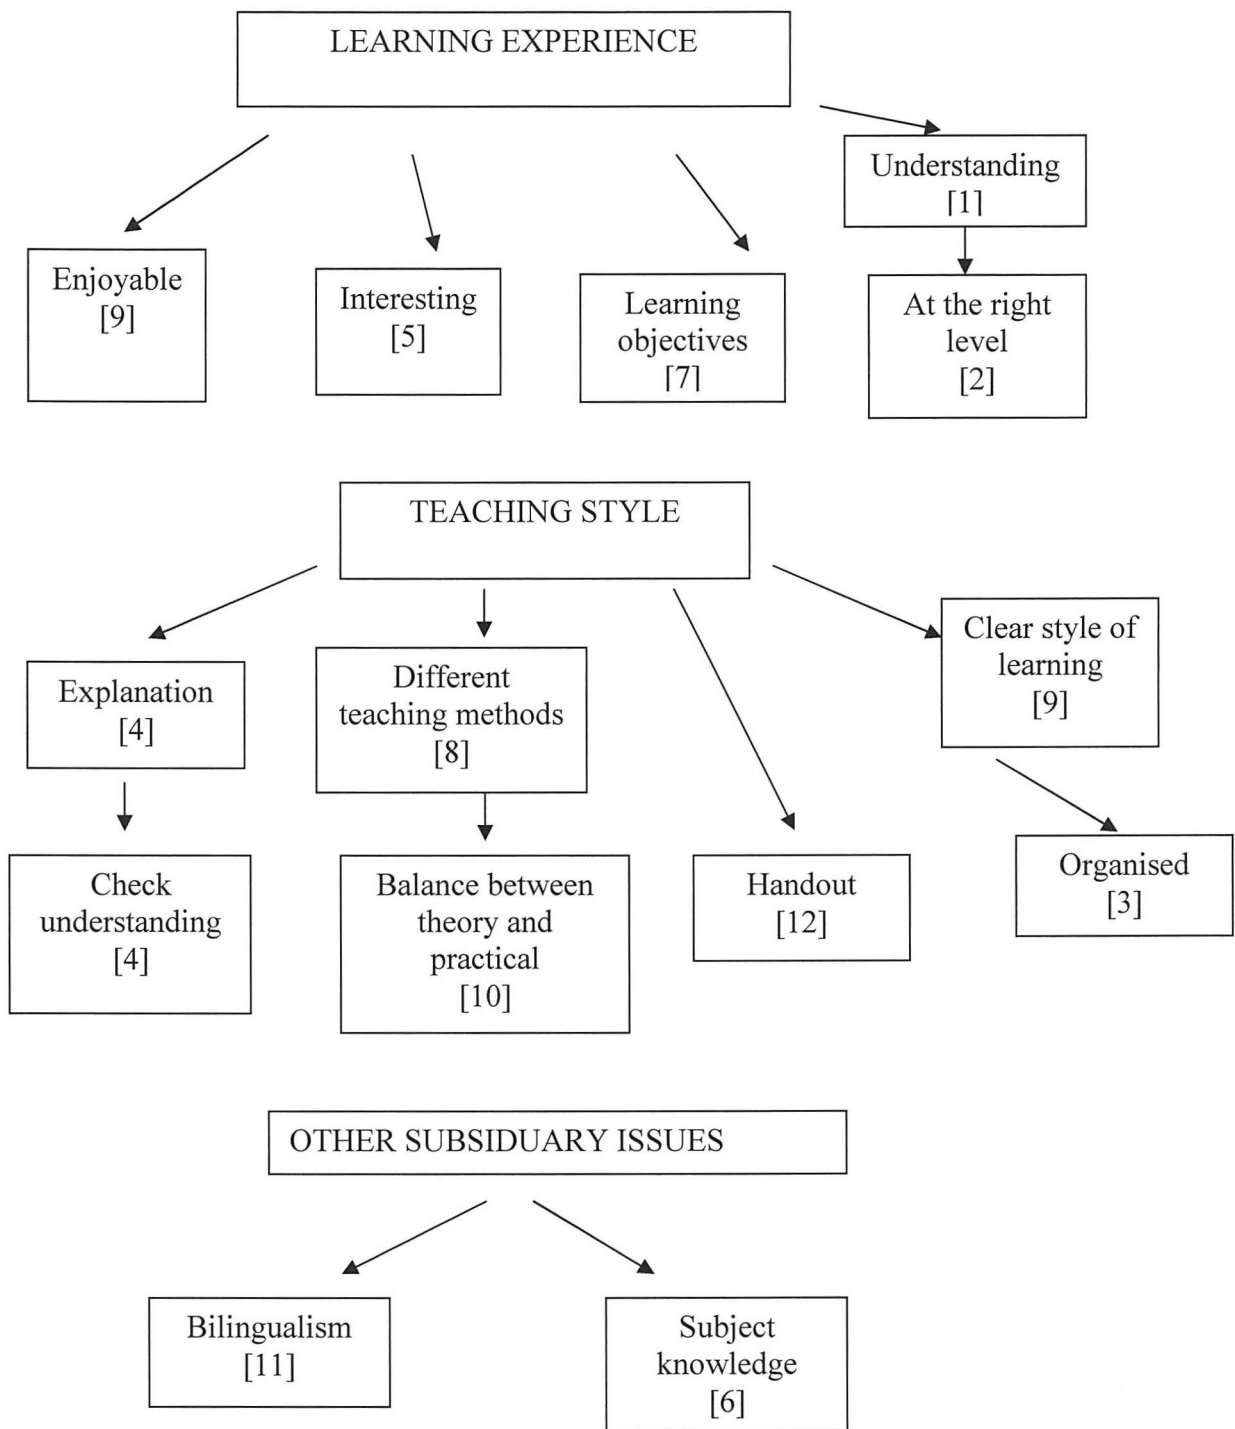 LEARNING EXPERIENCE
Understanding
[1]
Enjoyable
[9]
Interesting
[5]
Learning
objectives
[7]
At the right
level
[2]
TEACHING STYLE
Explanation
[4]
Different
teaching methods
[8]
Clear style of
learning
[9]
Check
understanding
[4]
Balance between
theory and
practical
[10]
Handout
[12]
Organised
[3]
OTHER SUBSIDUARY ISSUES
Bilingualism
[11]
Subject
knowledge
[6]